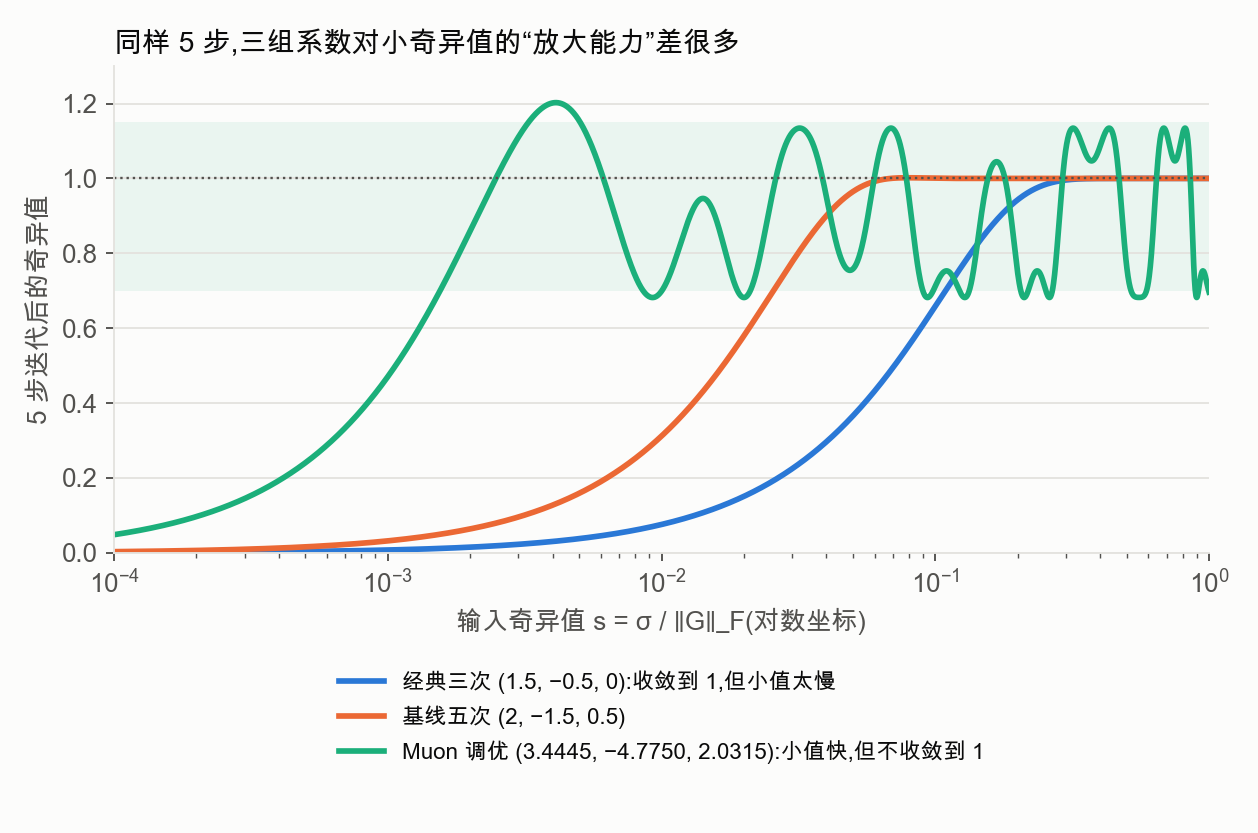 同样 5 步,三组系数对小奇异值的“放大能力”差很多
5 步迭代后的奇异值
1.2
1.0
0.8
0.6
0.4
0.2
0.0
10⁻⁴ 10⁻³ 10⁻² 10⁻¹ 10⁰
输入奇异值 s = σ / ‖G‖_F(对数坐标)
经典三次 (1.5, −0.5, 0):收敛到 1,但小值太慢
基线五次 (2, −1.5, 0.5)
Muon 调优 (3.4445, −4.7750, 2.0315):小值快,但不收敛到 1